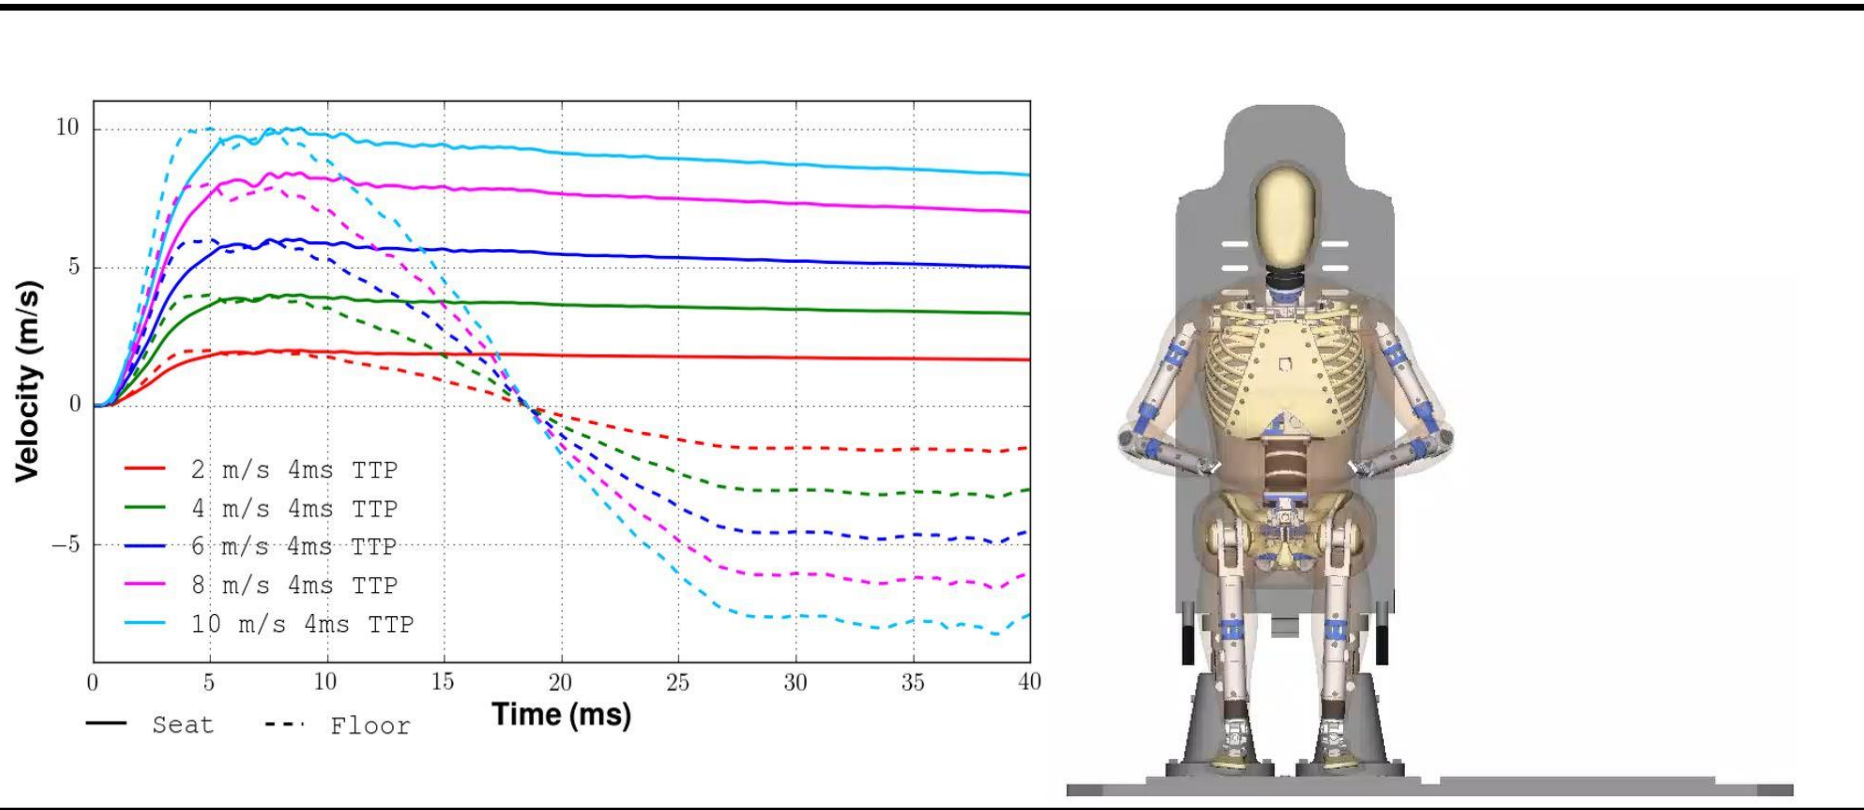 10
5
0
−5
Velocity (m/s)
2 m/s 4ms TTP
4 m/s 4ms TTP
6 m/s 4ms TTP
8 m/s 4ms TTP
10 m/s 4ms TTP
0 5 10 15 20 25 30 35 40
Time (ms)
Seat Floor